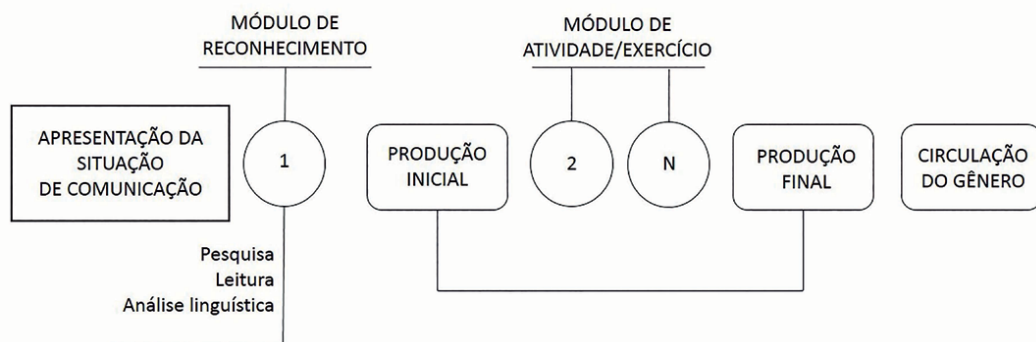 MÓDULO DE
RECONHECIMENTO
MÓDULO DE
ATIVIDADE/EXERCÍCIO
APRESENTAÇÃO DA
SITUAÇÃO
DE COMUNICAÇÃO
1
PRODUÇÃO
INICIAL
2
N
PRODUÇÃO
FINAL
CIRCULAÇÃO
DO GÊNERO
Pesquisa
Leitura
Análise linguística